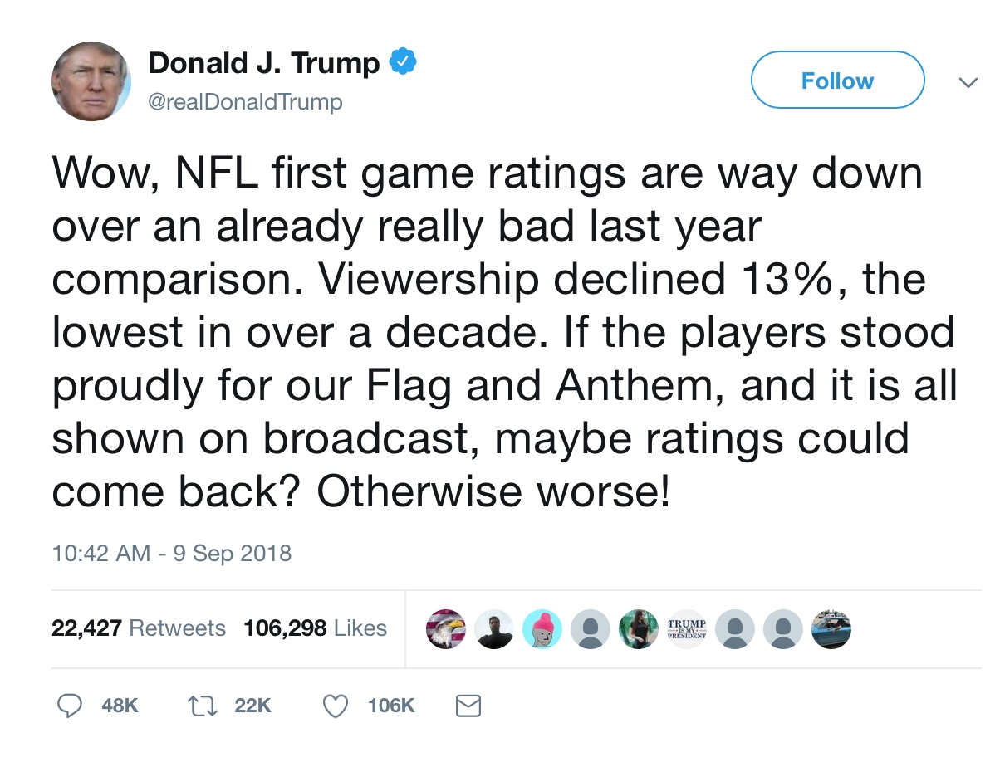 Donald J. Trump
@realDonaldTrump
Follow
Wow, NFL first game ratings are way down
over an already really bad last year
comparison. Viewership declined 13%, the
lowest in over a decade. If the players stood
proudly for our Flag and Anthem, and it is all
shown on broadcast, maybe ratings could
come back? Otherwise worse!
10:42 AM - 9 Sep 2018
22,427 Retweets 106,298 Likes
TRUMP
IS MY
PRESIDENT
48K 22K 106K